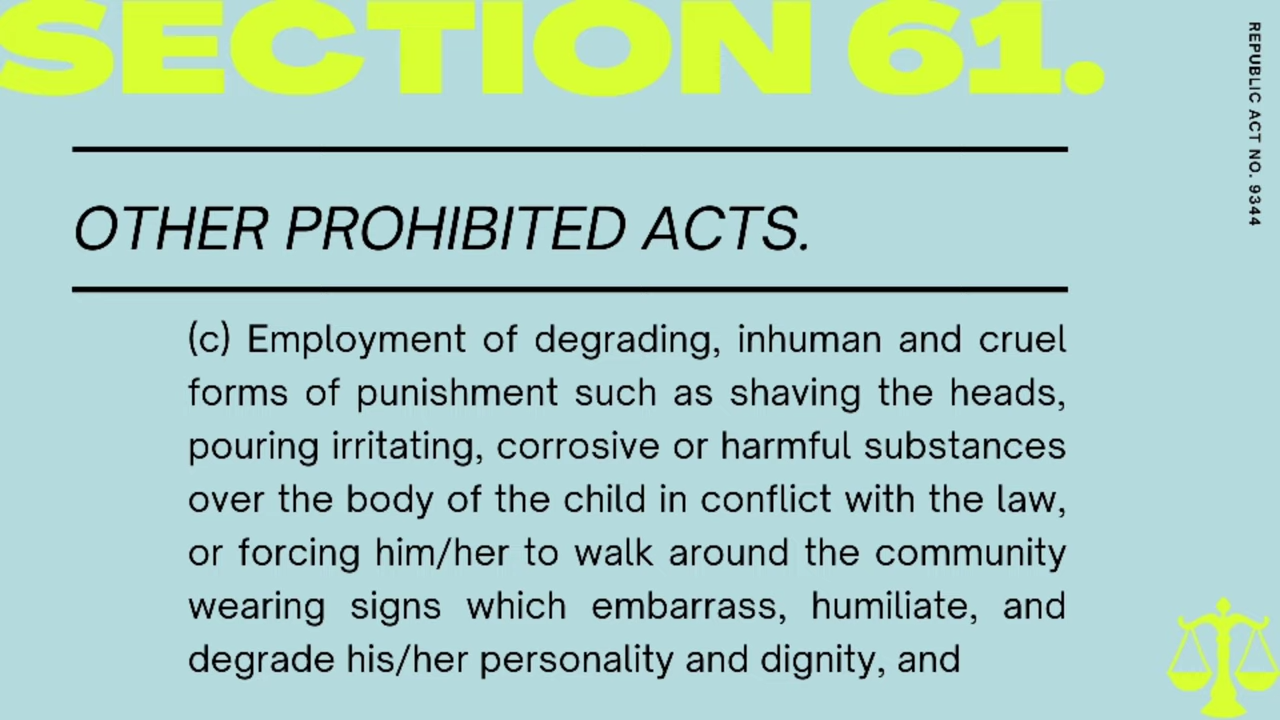 SECTION 61.
REPUBLIC ACT NO. 9344
OTHER PROHIBITED ACTS.
(c) Employment of degrading, inhuman and cruel
forms of punishment such as shaving the heads,
pouring irritating, corrosive or harmful substances
over the body of the child in conflict with the law,
or forcing him/her to walk around the community
wearing signs which embarrass, humiliate, and
degrade his/her personality and dignity, and